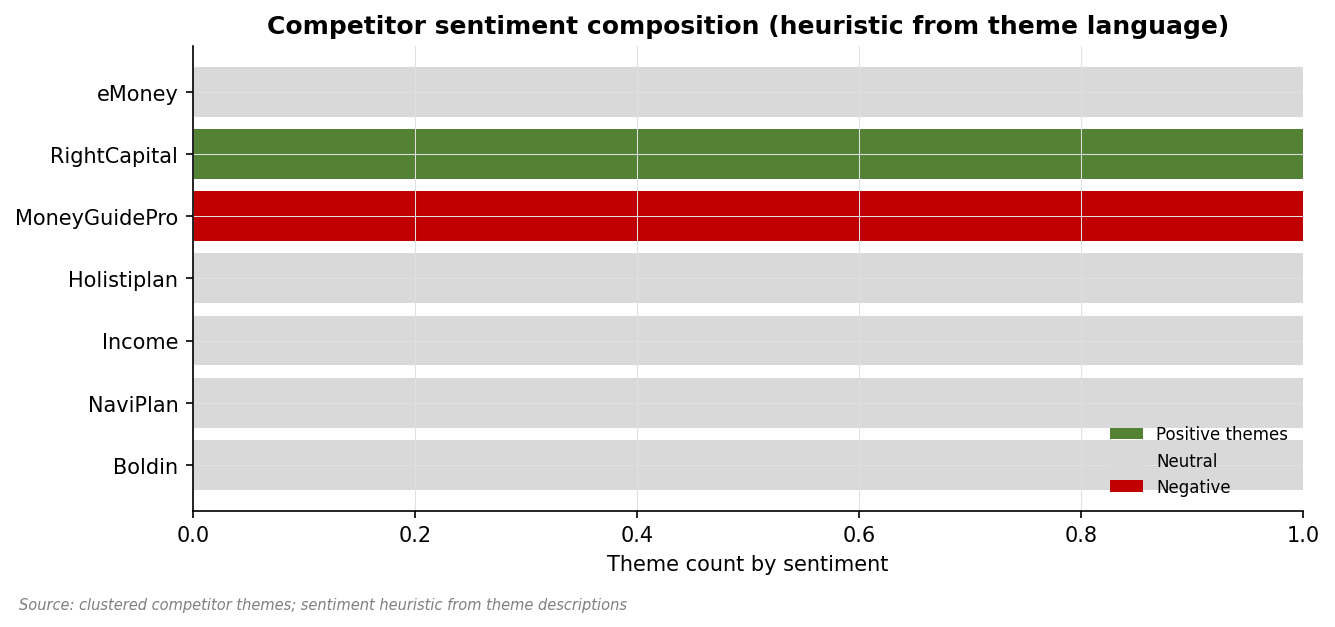 Competitor sentiment composition (heuristic from theme language)
eMoney
RightCapital
MoneyGuidePro
Holistiplan
Income
NaviPlan
Boldin
Positive themes
Neutral
Negative
0.0 0.2 0.4 0.6 0.8 1.0
Theme count by sentiment
Source: clustered competitor themes; sentiment heuristic from theme descriptions